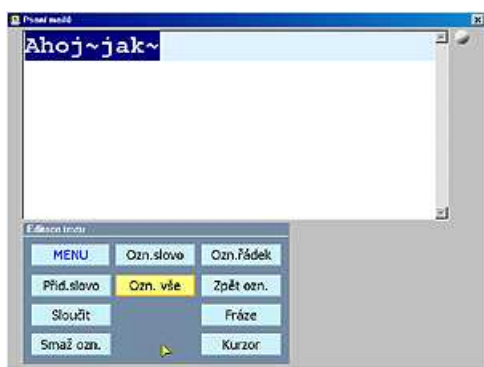 Psaní mailů
Ahoj~jak~
Editace textu
MENU Ozn.slovo Ozn.řádek
Přid.slovo Ozn. vše Zpět ozn.
Sloučit Fráze
Smaž ozn. Kurzor